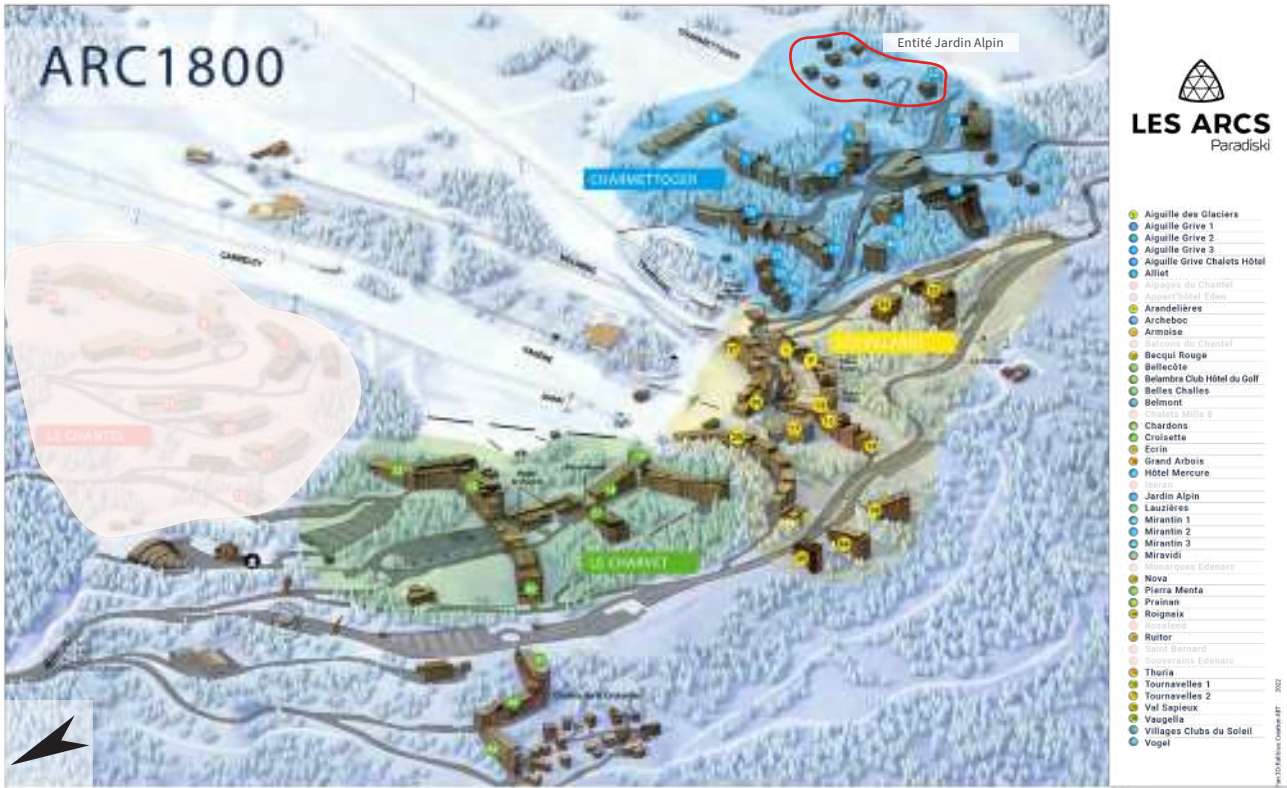 ARC1800
CHARMETTOGER
Entité Jardin Alpin
CHARMETTOGER
CARRELEY
VILLARDS
LE CHANTEL
LE CHARVET
LES ARCS
Paradiski
Aiguille des Glaciers
Aiguille Grive 1
Aiguille Grive 2
Aiguille Grive 3
Aiguille Grive Chalets Hôtel
Alliet
Alpages du Chantel
Appart'hôtel Eden
Arandelières
Archeboc
Armoise
Balcons du Chantel
Becqui Rouge
Bellecôte
Belambra Club Hôtel du Golf
Belles Challes
Belmont
Chalets Mille 8
Chardons
Croisette
Ecrin
Grand Arbois
Hôtel Mercure
Iseran
Jardin Alpin
Lauzières
Mirantin 1
Mirantin 2
Mirantin 3
Miravidi
Monarques Edenarc
Nova
Pierra Menta
Prainan
Roignaix
Roselend
Ruitor
Saint Bernard
Souverains Edenarc
Thuria
Tournavelles 1
Tournavelles 2
Val Sapieux
Vaugella
Villages Clubs du Soleil
Vogel
2022